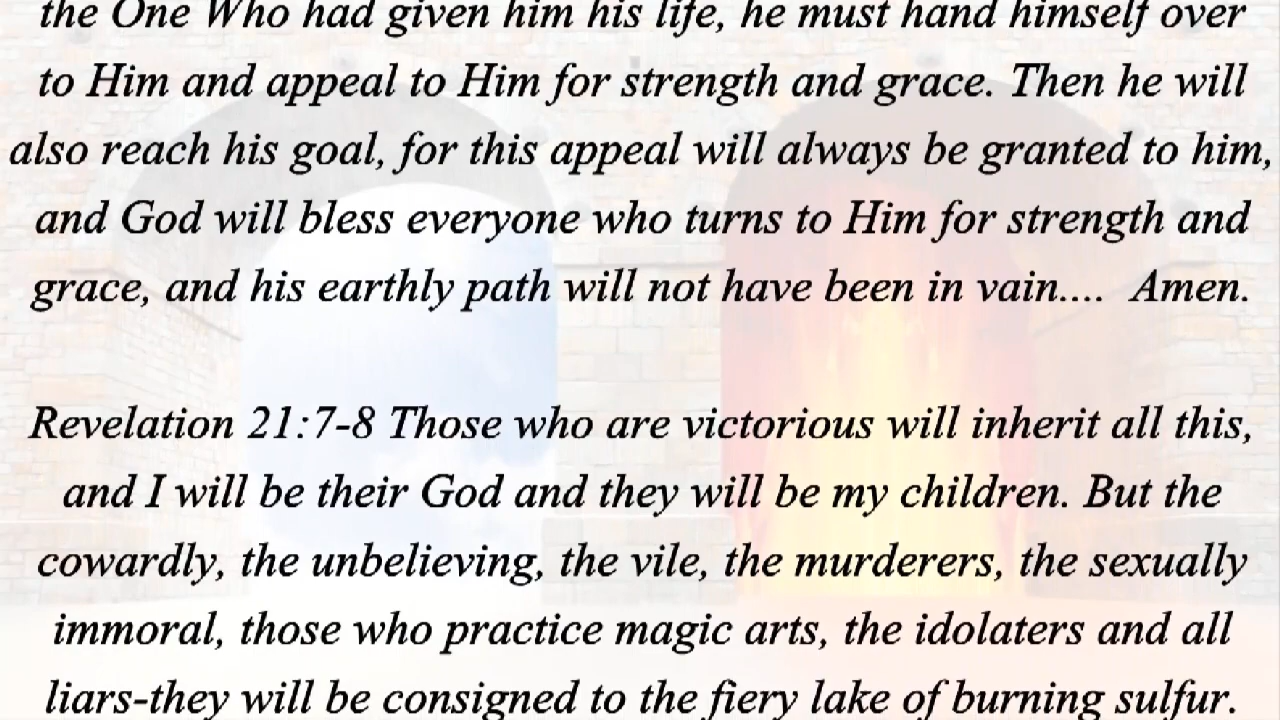 the One Who had given him his life, he must hand himself over
to Him and appeal to Him for strength and grace. Then he will
also reach his goal, for this appeal will always be granted to him,
and God will bless everyone who turns to Him for strength and
grace, and his earthly path will not have been in vain.... Amen.
Revelation 21:7-8 Those who are victorious will inherit all this,
and I will be their God and they will be my children. But the
cowardly, the unbelieving, the vile, the murderers, the sexually
immoral, those who practice magic arts, the idolaters and all
liars-they will be consigned to the fiery lake of burning sulfur.